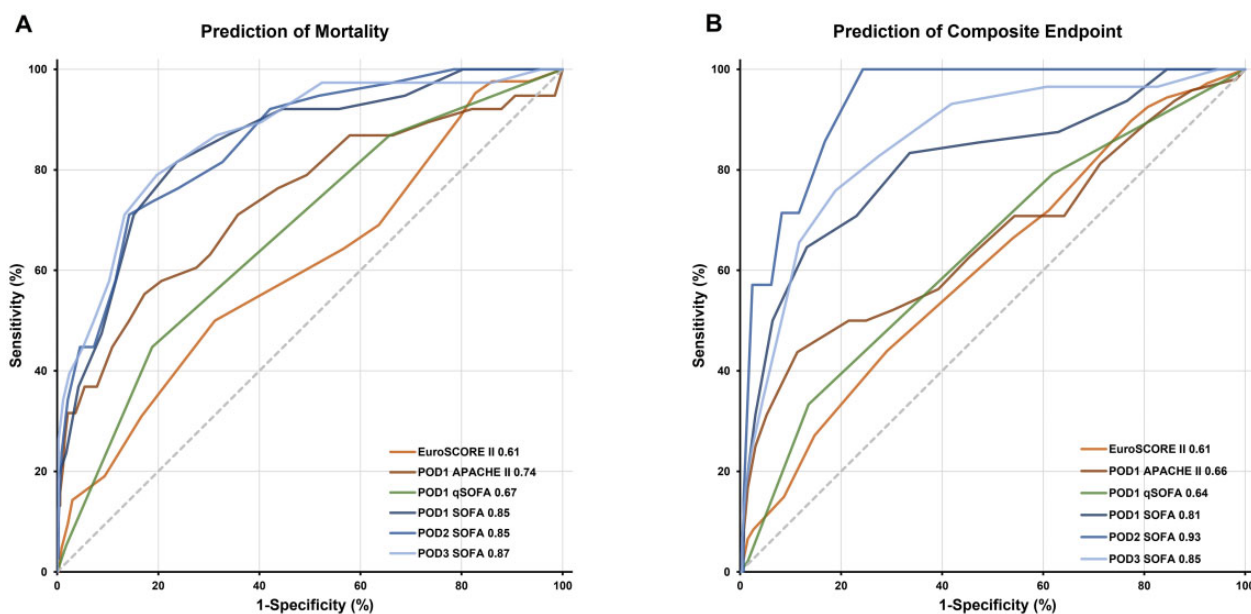 A
Prediction of Mortality
100
80
60
40
20
0
Sensitivity (%)
EuroSCORE II 0.61
POD1 APACHE II 0.74
POD1 qSOFA 0.67
POD1 SOFA 0.85
POD2 SOFA 0.85
POD3 SOFA 0.87
0 20 40 60 80 100
1-Specificity (%)
B
Prediction of Composite Endpoint
100
80
60
40
20
0
Sensitivity (%)
EuroSCORE II 0.61
POD1 APACHE II 0.66
POD1 qSOFA 0.64
POD1 SOFA 0.81
POD2 SOFA 0.93
POD3 SOFA 0.85
0 20 40 60 80 100
1-Specificity (%)